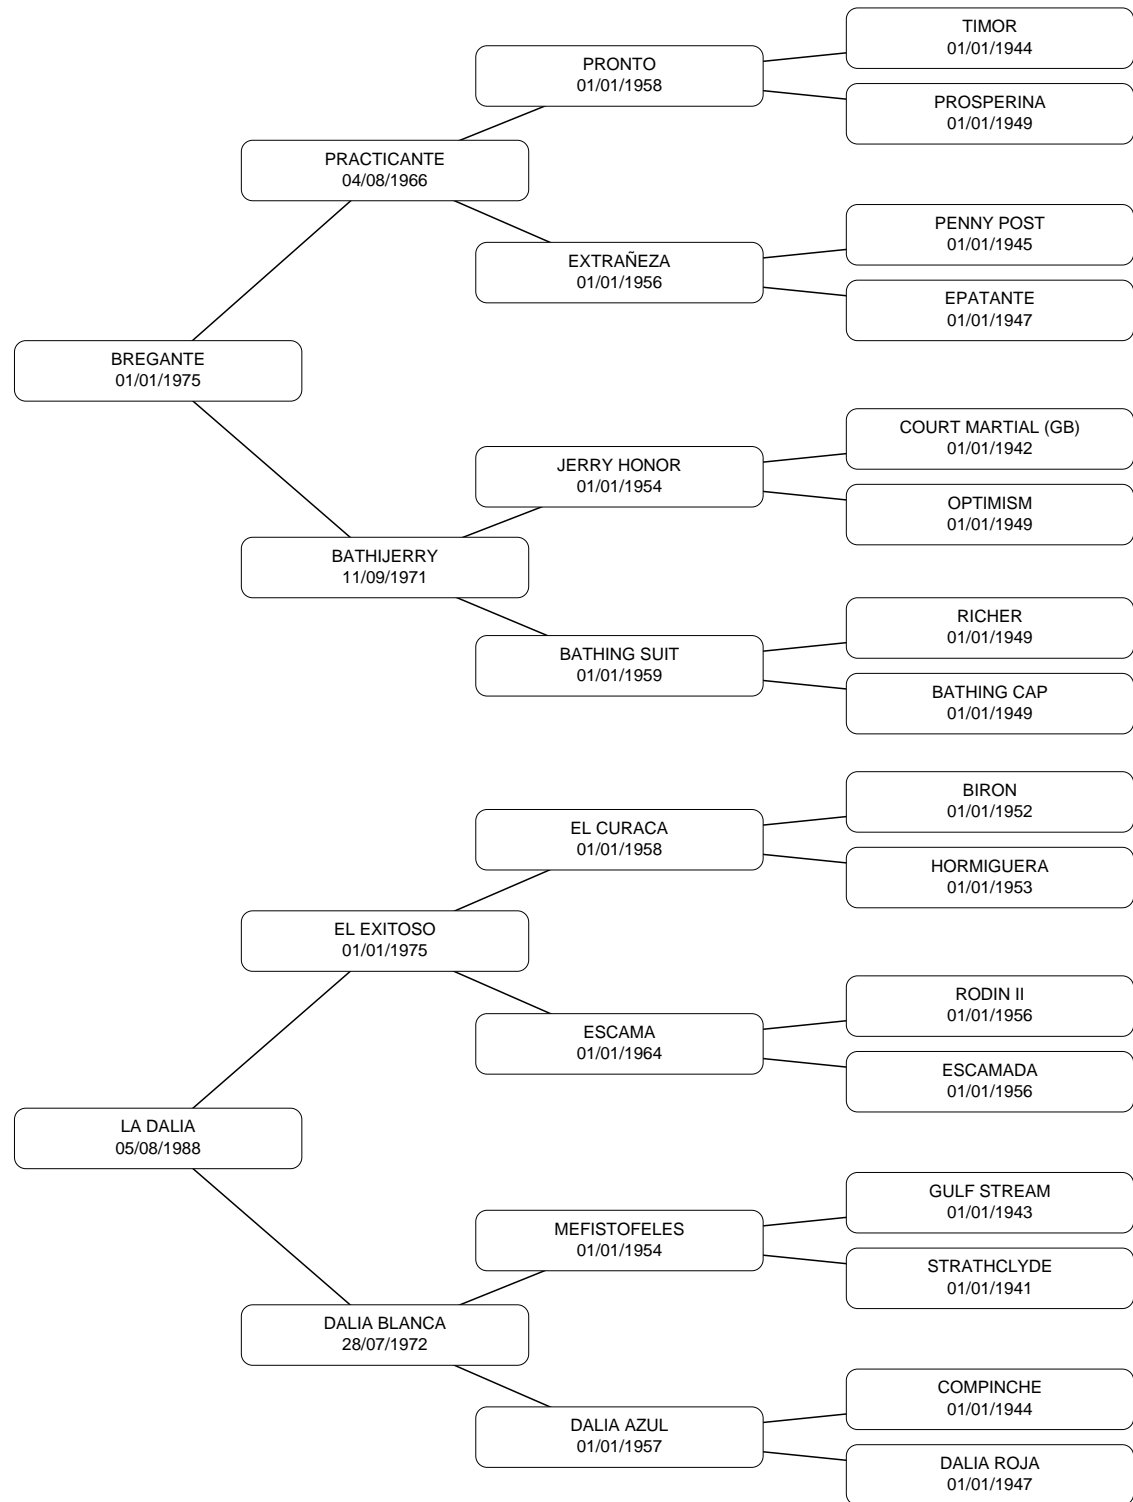 TIMOR
01/01/1944
PRONTO
01/01/1958
PROSPERINA
01/01/1949
PRACTICANTE
04/08/1966
PENNY POST
01/01/1945
EXTRAÑEZA
01/01/1956
EPATANTE
01/01/1947
BREGANTE
01/01/1975
COURT MARTIAL (GB)
01/01/1942
JERRY HONOR
01/01/1954
OPTIMISM
01/01/1949
BATHIJERRY
11/09/1971
RICHER
01/01/1949
BATHING SUIT
01/01/1959
BATHING CAP
01/01/1949
BIRON
01/01/1952
EL CURACA
01/01/1958
HORMIGUERA
01/01/1953
EL EXITOSO
01/01/1975
RODIN II
01/01/1956
ESCAMA
01/01/1964
ESCAMADA
01/01/1956
LA DALIA
05/08/1988
GULF STREAM
01/01/1943
MEFISTOFELES
01/01/1954
STRATHCLYDE
01/01/1941
DALIA BLANCA
28/07/1972
COMPINCHE
01/01/1944
DALIA AZUL
01/01/1957
DALIA ROJA
01/01/1947